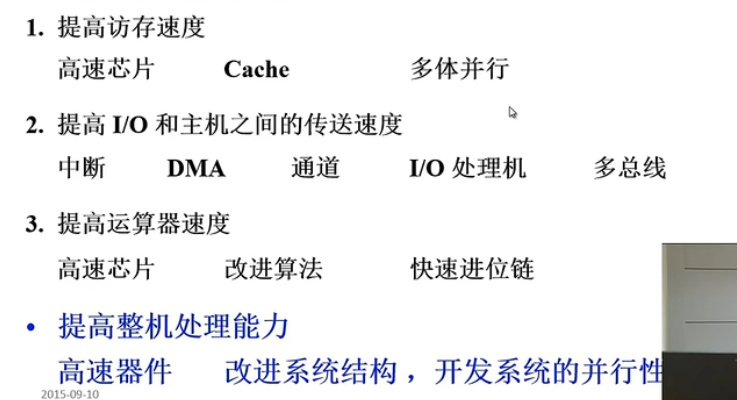 1. 提高访存速度
高速芯片 Cache 多体并行
2. 提高 I/O 和主机之间的传送速度
中断 DMA 通道 I/O 处理机 多总线
3. 提高运算器速度
高速芯片 改进算法 快速进位链
• 提高整机处理能力
高速器件 改进系统结构，开发系统的并行性
2015-09-10